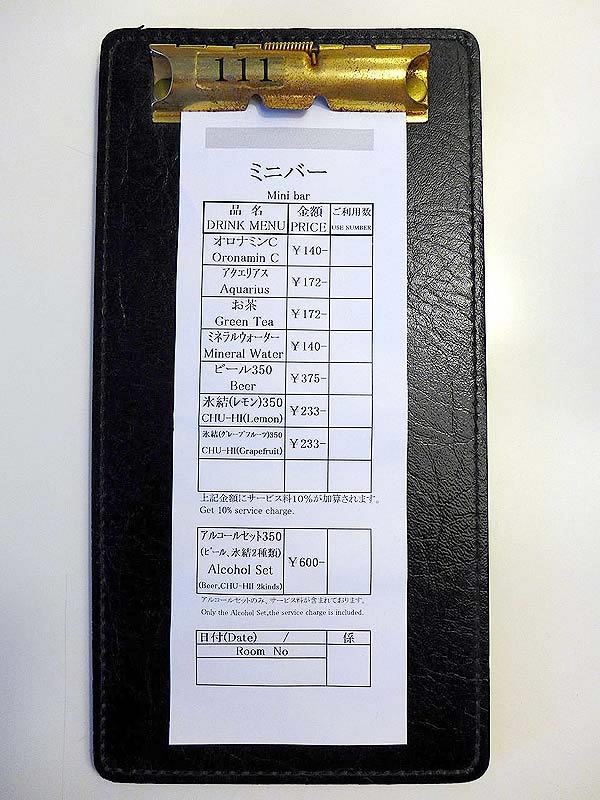 111
ミニバー
Mini bar
品 名 金額 ご利用数
DRINK MENU PRICE USE NUMBER
オロナミンC
Oronamin C
￥140-
アクエリアス
Aquarius
￥172-
お茶
Green Tea
￥172-
ミネラルウォーター
Mineral Water
￥140-
ビール350
Beer
￥375-
氷結(レモン)350
CHU-HI(Lemon)
￥233-
氷結(グレープフルーツ)350
CHU-HI(Grapefruit)
￥233-
上記金額にサービス料10%が加算されます。
Get 10% service charge.
アルコールセット350
(ビール、氷結2種類)
Alcohol Set
(Beer,CHU-HII 2kinds)
￥600-
アルコールセットのみ、サービス料が含まれております。
Only the Alcohol Set,the service charge is included.
日付(Date) / 係
Room No